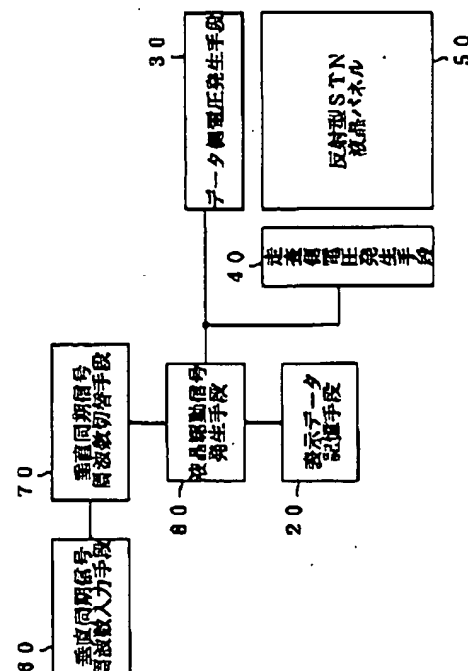 80
垂直同期信号
周波数入力手段
70
垂直同期信号
周波数切替手段
液晶駆動信号
発生手段
20
表示データ
記憶手段
30
データ側電圧発生手段
40
走査側電圧発生手段
反射型STN
液晶パネル
50